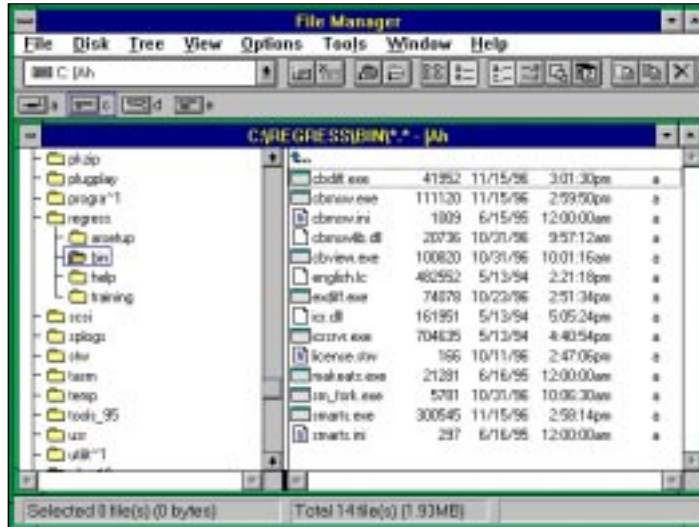 File Manager
File Disk Tree View Options Tools Window Help
C: [Ah
a c d e
C:\REGRESS\BIN\*.* - [Ah
pkzip
plugplay
progra~1
regress
bin
help
training
scsi
splogs
stw
tasm
temp
tools_95
usr
util~1
cbdiff.exe 41952 11/15/96 3:01:30pm a
cbmow.exe 111120 11/15/96 2:59:50pm a
cbmow.ini 1809 6/15/95 12:00:00am a
cbmowlib.dll 20736 10/31/96 9:57:12am a
cbview.exe 100820 10/31/96 10:01:16am a
english.lc 482552 5/13/94 2:21:18pm a
exdiff.exe 74078 10/23/96 2:51:34pm a
icr.dll 161951 5/13/94 5:05:24pm a
icrsrvx.exe 704635 5/13/94 4:40:54pm a
license.stw 166 10/11/96 2:47:06pm a
makeats.exe 21281 6/16/95 12:00:00am a
sm_fork.exe 5781 10/31/96 10:06:30am a
smarts.exe 300545 11/15/96 2:58:14pm a
smarts.ini 297 6/16/95 12:00:00am a
Selected 0 file(s) (0 bytes)
Total 14 file(s) (1.93MB)